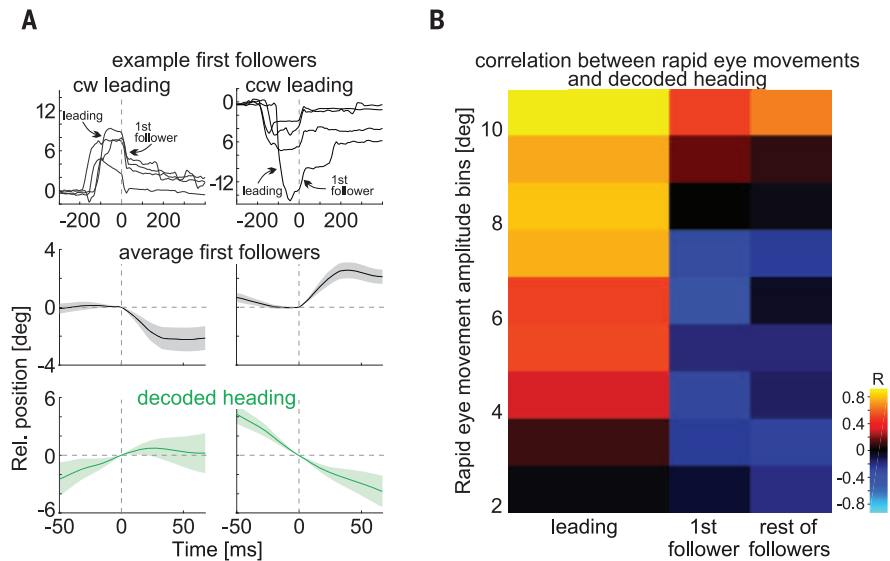 A
example first followers
cw leading
ccw leading
12
8
4
0
leading
1st
follower
-200 0 200
0
6
-12
leading
1st
follower
-200 0 200
average first followers
4
0
-4
decoded heading
6
0
-6
-50 0 50
-50 0 50
Rel. position [deg]
Time [ms]
B
correlation between rapid eye movements
and decoded heading
Rapid eye movement amplitude bins [deg]
10
8
6
4
2
leading
1st
follower
rest of
followers
R
0.8
0.4
0
-0.4
-0.8